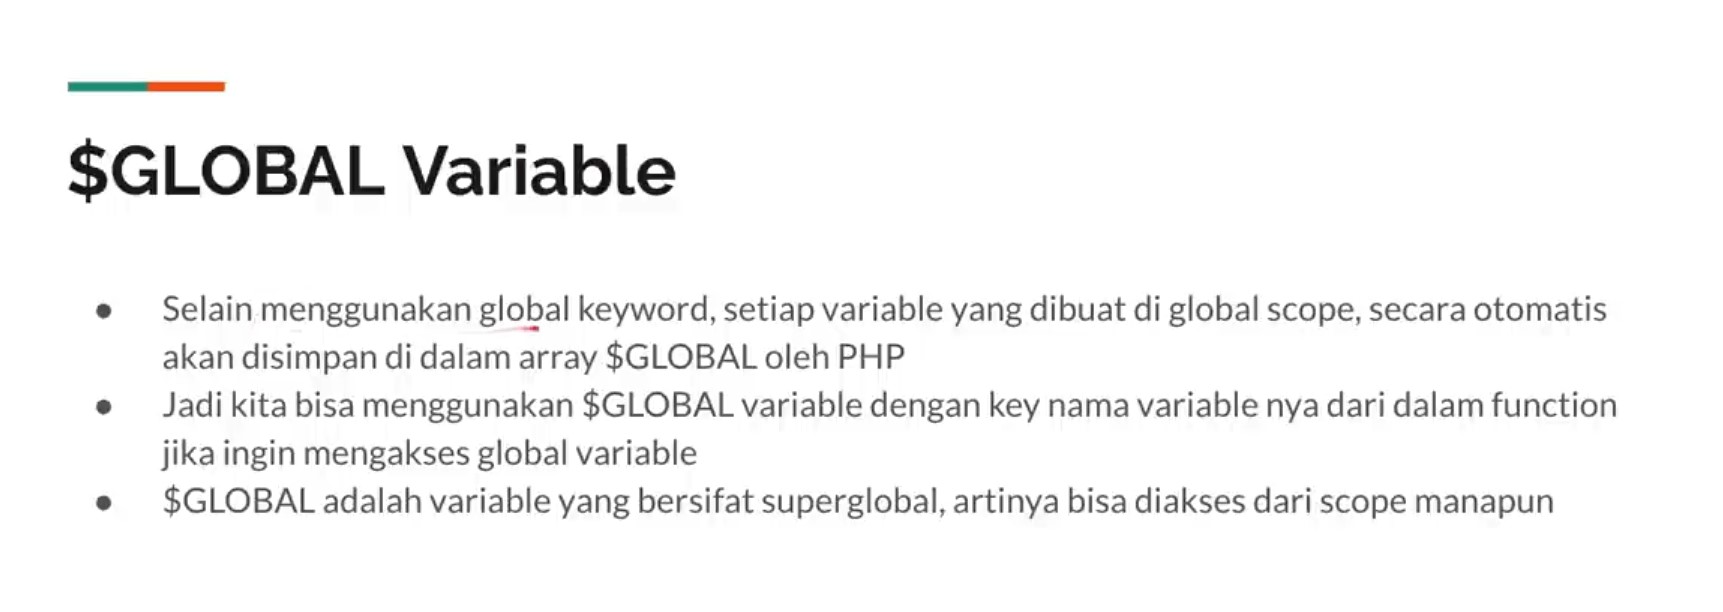 $GLOBAL Variable
● Selain menggunakan global keyword, setiap variable yang dibuat di global scope, secara otomatis
akan disimpan di dalam array $GLOBAL oleh PHP
● Jadi kita bisa menggunakan $GLOBAL variable dengan key nama variable nya dari dalam function
jika ingin mengakses global variable
● $GLOBAL adalah variable yang bersifat superglobal, artinya bisa diakses dari scope manapun